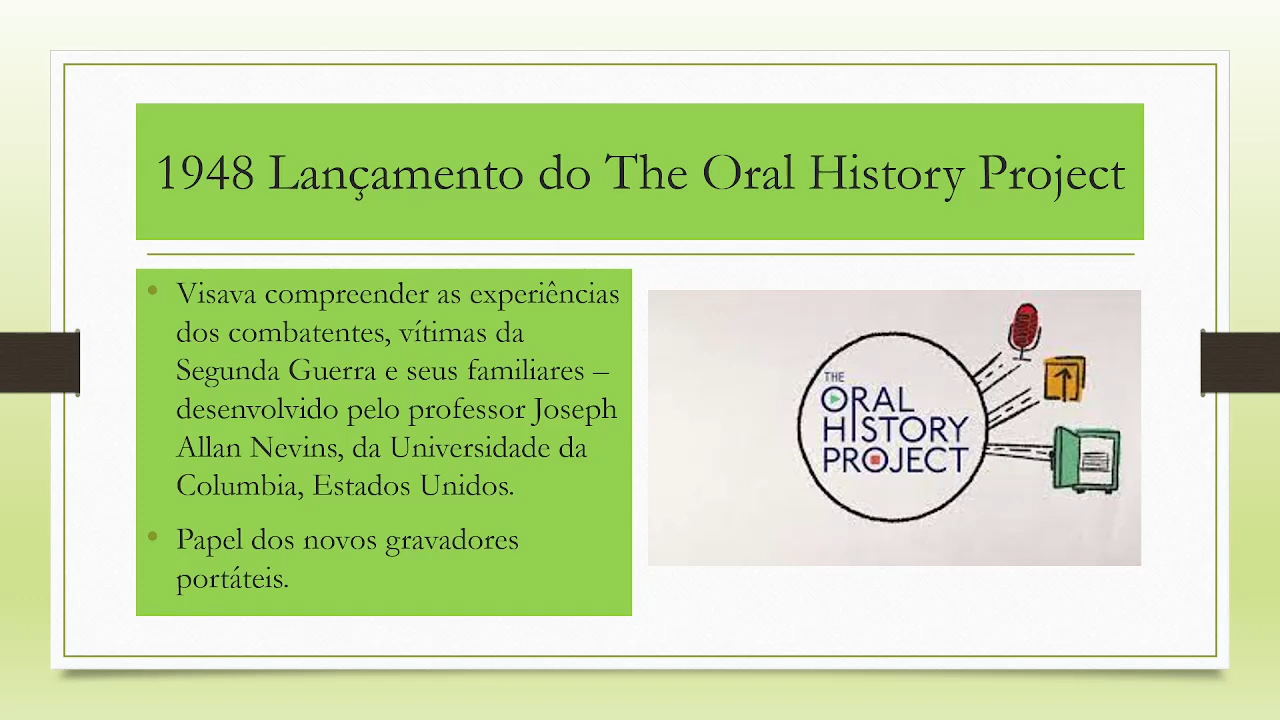 1948 Lançamento do The Oral History Project
• Visava compreender as experiências
dos combatentes, vítimas da
Segunda Guerra e seus familiares –
desenvolvido pelo professor Joseph
Allan Nevins, da Universidade da
Columbia, Estados Unidos.
• Papel dos novos gravadores
portáteis.
THE
ORAL
HISTORY
PROJECT